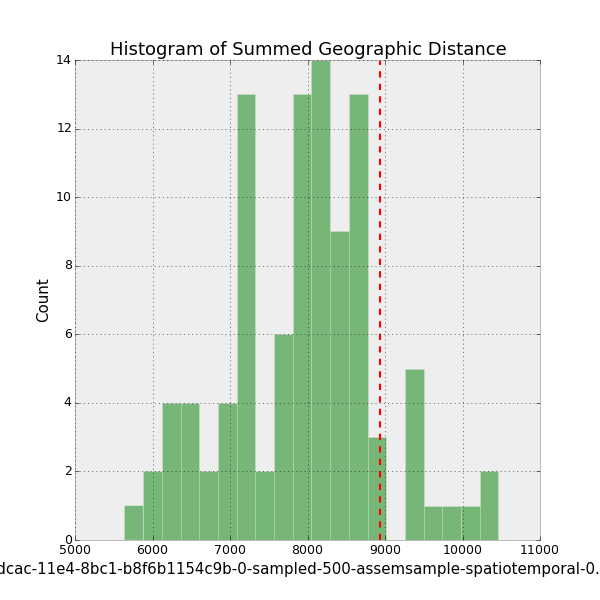 Histogram of Summed Geographic Distance
14
12
10
8
6
4
2
0
Count
5000 6000 7000 8000 9000 10000 11000
dcac-11e4-8bc1-b8f6b1154c9b-0-sampled-500-assemsample-spatiotemporal-0.